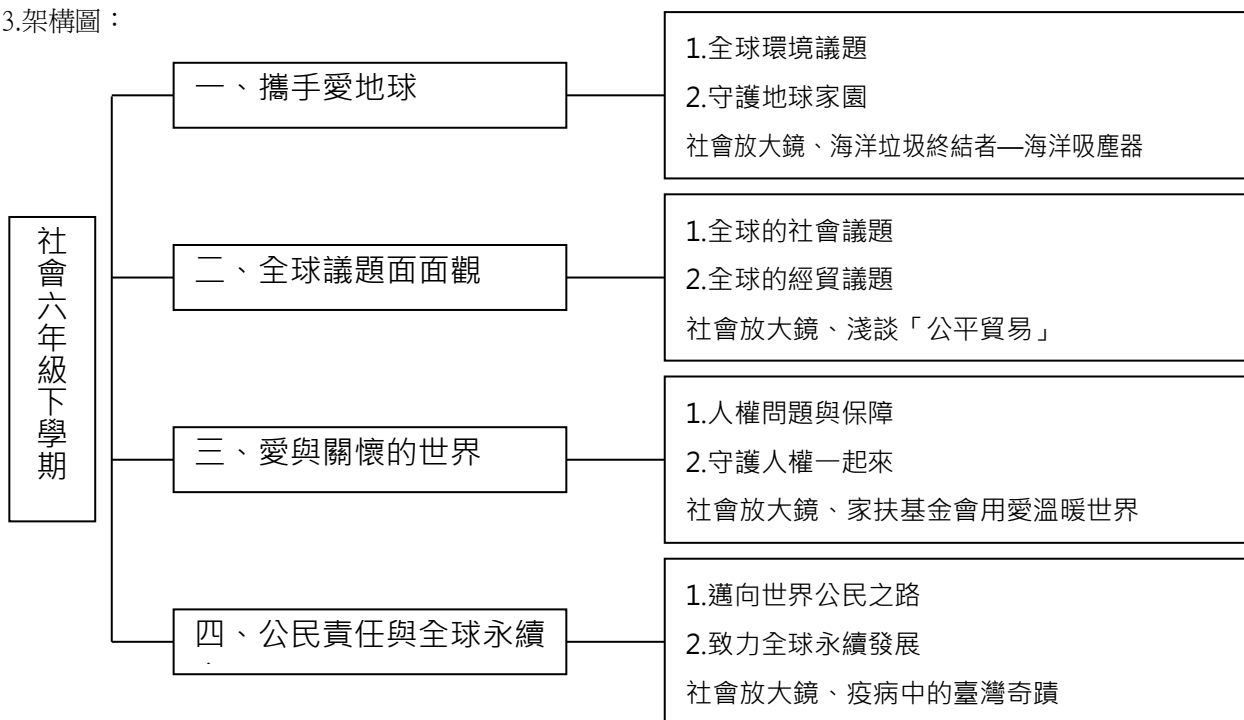 3.架構圖：
社會六年級下學期
一、攜手愛地球
1.全球環境議題
2.守護地球家園
社會放大鏡、海洋垃圾終結者—海洋吸塵器
二、全球議題面面觀
1.全球的社會議題
2.全球的經貿議題
社會放大鏡、淺談「公平貿易」
三、愛與關懷的世界
1.人權問題與保障
2.守護人權一起來
社會放大鏡、家扶基金會用愛溫暖世界
四、公民責任與全球永續
1.邁向世界公民之路
2.致力全球永續發展
社會放大鏡、疫病中的臺灣奇蹟